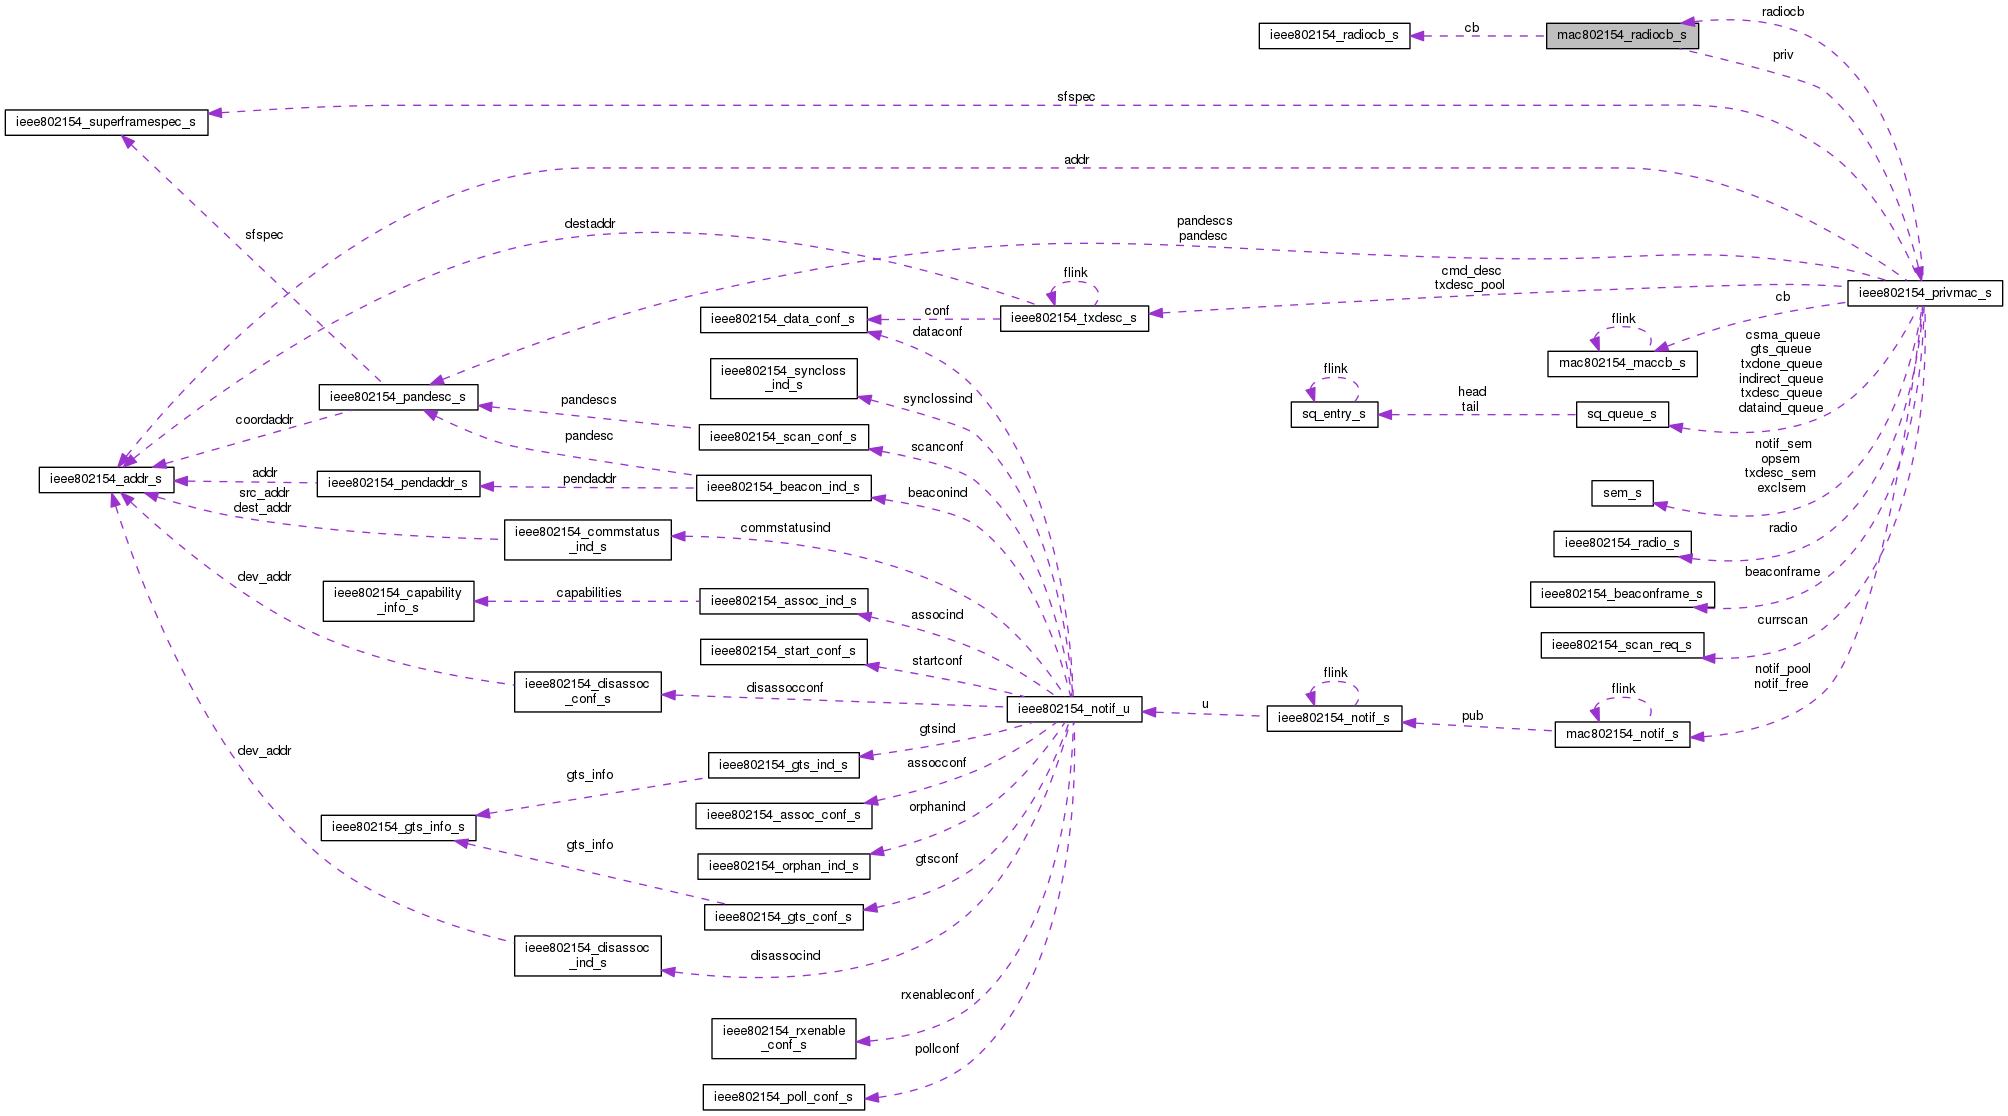 radiocb
ieee802154_radiocb_s
cb
mac802154_radiocb_s
priv
sfspec
ieee802154_superframespec_s
addr
destaddr
pandescs
pandesc
sfspec
cmd_desc
txdesc_pool
flink
ieee802154_privmac_s
cb
conf
ieee802154_data_conf_s
ieee802154_txdesc_s
dataconf
flink
mac802154_maccb_s
csma_queue
gts_queue
txdone_queue
indirect_queue
txdesc_queue
dataind_queue
ieee802154_syncloss
_ind_s
flink
ieee802154_pandesc_s
pandescs
synclossind
head
tail
sq_entry_s
sq_queue_s
coordaddr
pandesc
ieee802154_scan_conf_s
scanconf
notif_sem
opsem
txdesc_sem
exclsem
ieee802154_addr_s
addr
ieee802154_pendaddr_s
pendaddr
ieee802154_beacon_ind_s
beaconind
sem_s
src_addr
dest_addr
ieee802154_commstatus
_ind_s
commstatusind
radio
ieee802154_radio_s
dev_addr
ieee802154_capability
_info_s
capabilities
ieee802154_assoc_ind_s
assocind
beaconframe
ieee802154_beaconframe_s
ieee802154_start_conf_s
startconf
currscan
ieee802154_scan_req_s
ieee802154_disassoc
_conf_s
disassocconf
ieee802154_notif_u
u
flink
ieee802154_notif_s
pub
flink
mac802154_notif_s
notif_pool
notif_free
dev_addr
gtsind
ieee802154_gts_ind_s
gts_info
assocconf
ieee802154_assoc_conf_s
ieee802154_gts_info_s
orphanind
gts_info
ieee802154_orphan_ind_s
gtsconf
ieee802154_gts_conf_s
ieee802154_disassoc
_ind_s
disassocind
rxenableconf
ieee802154_rxenable
_conf_s
pollconf
ieee802154_poll_conf_s